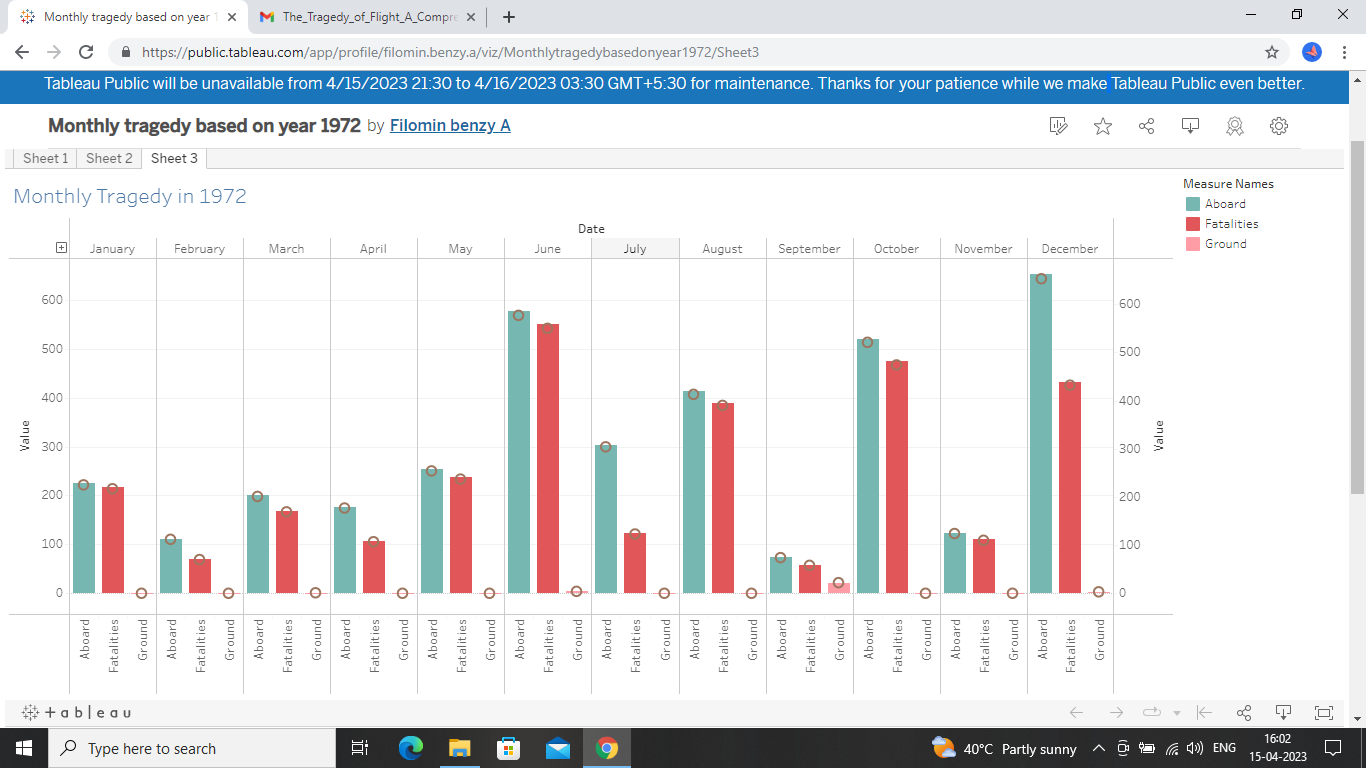 Monthly tragedy based on year 1
The_Tragedy_of_Flight_A_Compre
https://public.tableau.com/app/profile/filomin.benzy.a/viz/Monthlytragedybasedonyear1972/Sheet3
Tableau Public will be unavailable from 4/15/2023 21:30 to 4/16/2023 03:30 GMT+5:30 for maintenance. Thanks for your patience while we make Tableau Public even better.
Monthly tragedy based on year 1972 by Filomin benzy A
Sheet 1 Sheet 2 Sheet 3
Monthly Tragedy in 1972
Measure Names
Aboard
Fatalities
Ground
Date
January February March April May June July August September October November December
Value
600
500
400
300
200
100
0
600
500
400
300
200
100
0
Value
Aboard Fatalities Ground Aboard Fatalities Ground Aboard Fatalities Ground Aboard Fatalities Ground Aboard Fatalities Ground Aboard Fatalities Ground Aboard Fatalities Ground Aboard Fatalities Ground Aboard Fatalities Ground Aboard Fatalities Ground Aboard Fatalities Ground Aboard Fatalities Ground
+ a b | e a u
Type here to search
40°C Partly sunny
ENG
16:02
15-04-2023